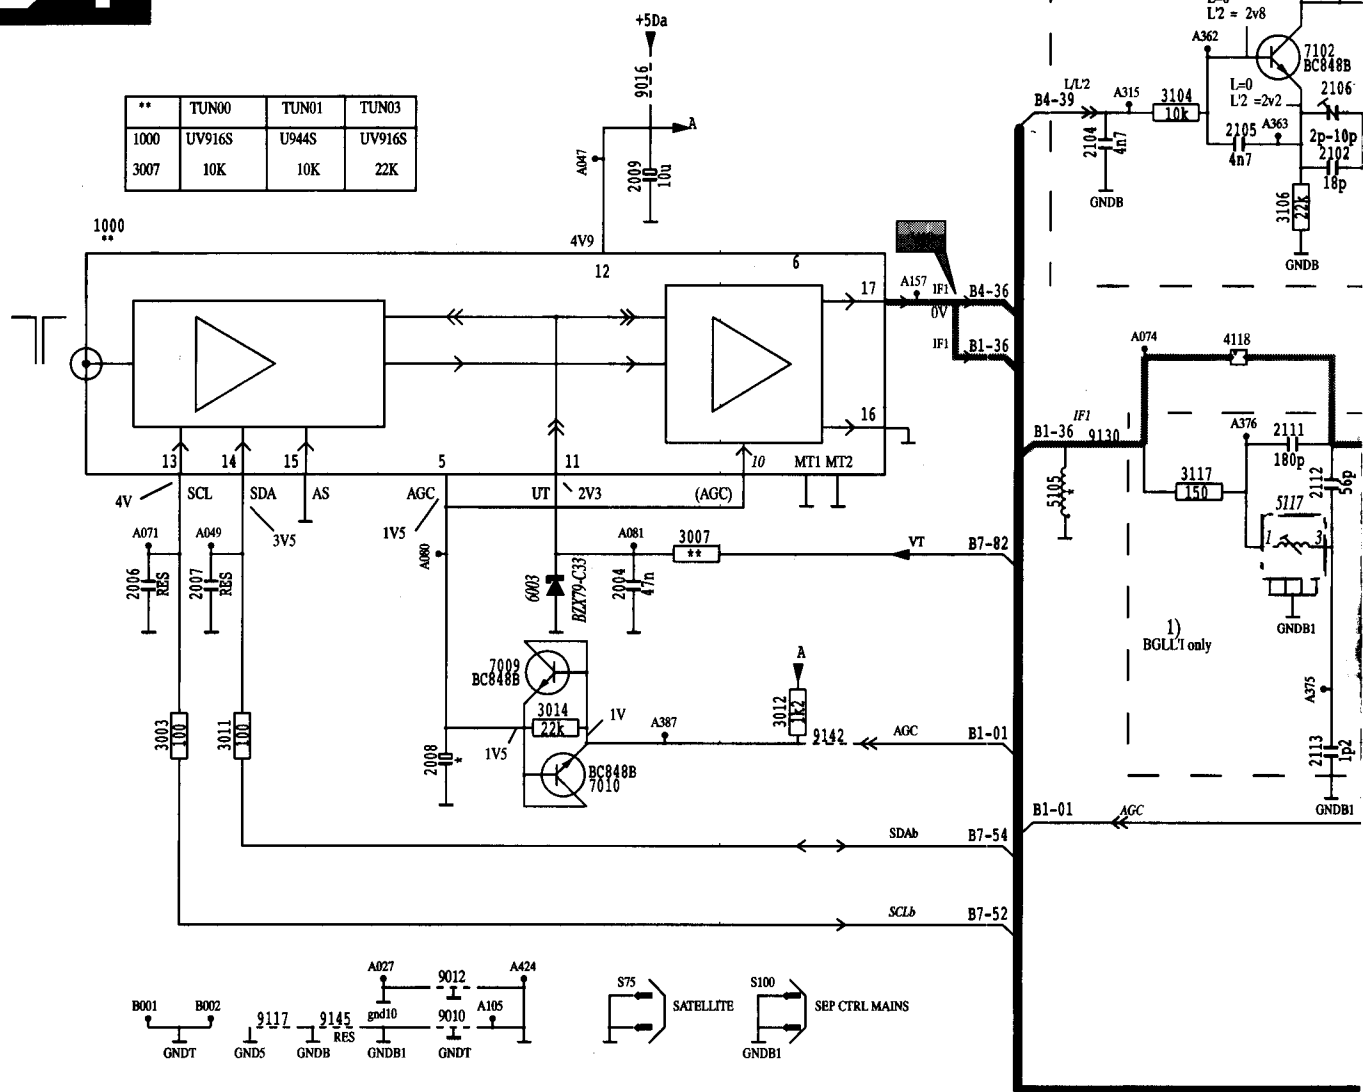 +5Da
9016
A
A047
2009
10u
** TUN00 TUN01 TUN03
1000 UV916S U944S UV916S
3007 10K 10K 22K
1000
**
4V9
12
6
17
16
A157
IF1
0V
B4-36
IF1
B1-36
13
14
15
5
11
10
MT1 MT2
4V
SCL
SDA
AS
AGC
UT
2V3
(AGC)
3V5
1V5
A071
A049
A080
A081
3007
**
VT
B7-82
2006
RES
2007
RES
6003
BZX79-C33
2004
47n
7009
BC848B
3014
22k
1V
1V5
A387
A
3012
1k2
9142
AGC
B1-01
2008
*
BC848B
7010
3003
100
3011
100
SDAb
B7-54
SCLb
B7-52
B001
B002
GNDT
9117
9145
RES
GND5
GNDB
A027
gnd10
GNDB1
9012
9010
GNDT
A105
A424
S75
SATELLITE
S100
SEP CTRL MAINS
GNDB1
L'2 = 2v8
A362
7102
BC848B
L/L'2
B4-39
A315
3104
10k
2104
4n7
GNDB
L=0
L'2 =2v2
2105
4n7
A363
2106
2p-10p
2102
18p
3106
22k
GNDB
A074
4118
IF1
B1-36
9130
5105
*
A376
2111
180p
3117
150
2112
56p
5117
1
3
GNDB1
1)
BGLL'I only
A375
2113
1p2
GNDB1
B1-01
AGC